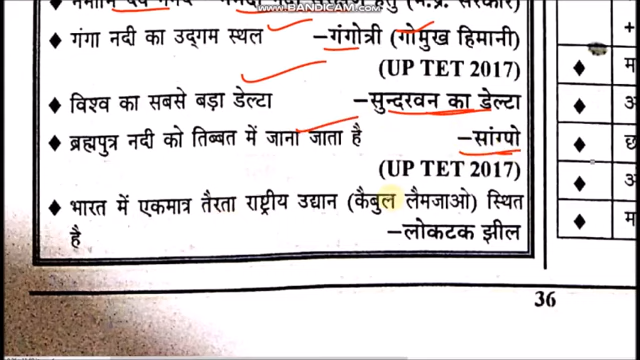 WWW.BANDICAM.COM
गंगा नदी का उद्गम स्थल –गंगोत्री (गोमुख हिमानी)
(UP TET 2017)
विश्व का सबसे बड़ा डेल्टा –सुन्दरवन का डेल्टा
ब्रह्मपुत्र नदी को तिब्बत में जाना जाता है –सांग्पो
(UP TET 2017)
भारत में एकमात्र तैरता राष्ट्रीय उद्यान (कैबुल लैमजाओ) स्थित
है –लोकटक झील
36